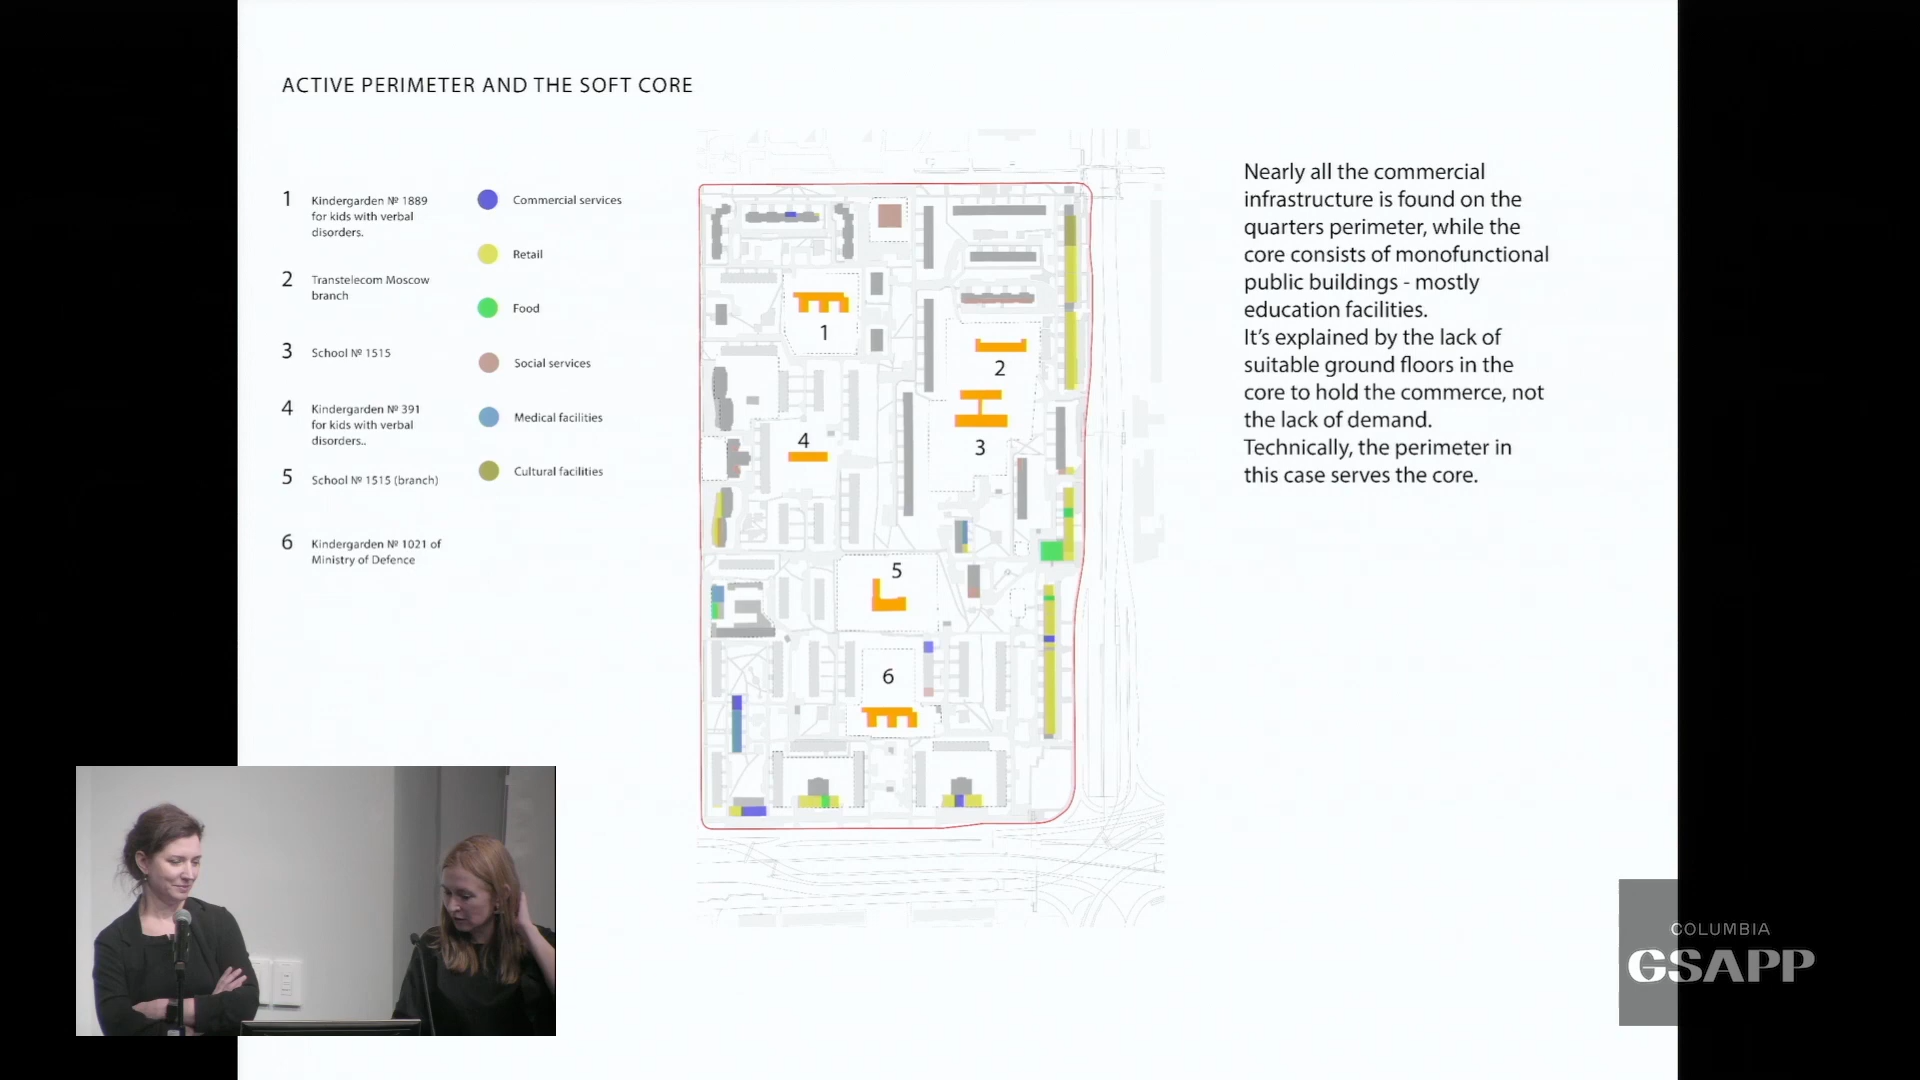 ACTIVE PERIMETER AND THE SOFT CORE
1
Kindergarden № 1889
for kids with verbal
disorders.
2
Transtelecom Moscow
branch
3
School № 1515
4
Kindergarden № 391
for kids with verbal
disorders..
5
School № 1515 (branch)
6
Kindergarden № 1021 of
Ministry of Defence
Commercial services
Retail
Food
Social services
Medical facilities
Cultural facilities
1
2
3
4
5
6
Nearly all the commercial
infrastructure is found on the
quarters perimeter, while the
core consists of monofunctional
public buildings - mostly
education facilities.
It’s explained by the lack of
suitable ground floors in the
core to hold the commerce, not
the lack of demand.
Technically, the perimeter in
this case serves the core.
COLUMBIA
GSAPP